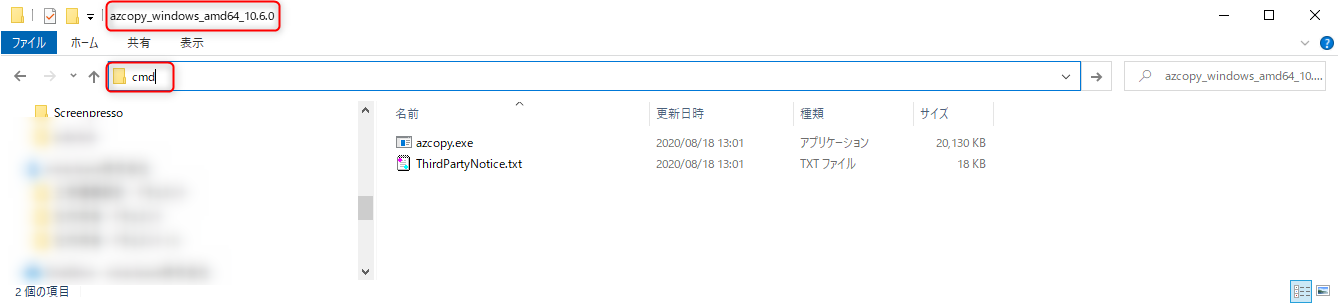 azcopy_windows_amd64_10.6.0
ファイル ホーム 共有 表示
cmd azcopy_windows_amd64_10....
Screenpresso
名前 更新日時 種類 サイズ
azcopy.exe 2020/08/18 13:01 アプリケーション 20,130 KB
ThirdPartyNotice.txt 2020/08/18 13:01 TXT ファイル 18 KB
2 個の項目